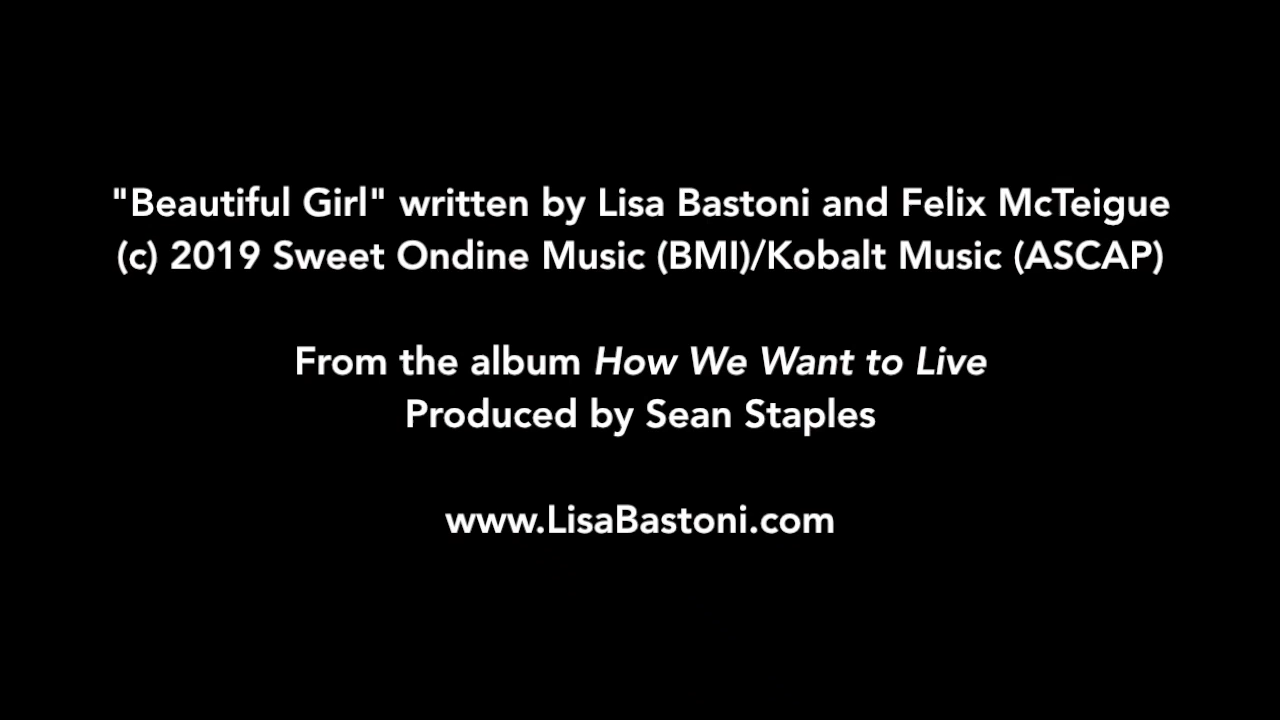 "Beautiful Girl" written by Lisa Bastoni and Felix McTeigue
(c) 2019 Sweet Ondine Music (BMI)/Kobalt Music (ASCAP)
From the album How We Want to Live
Produced by Sean Staples
www.LisaBastoni.com